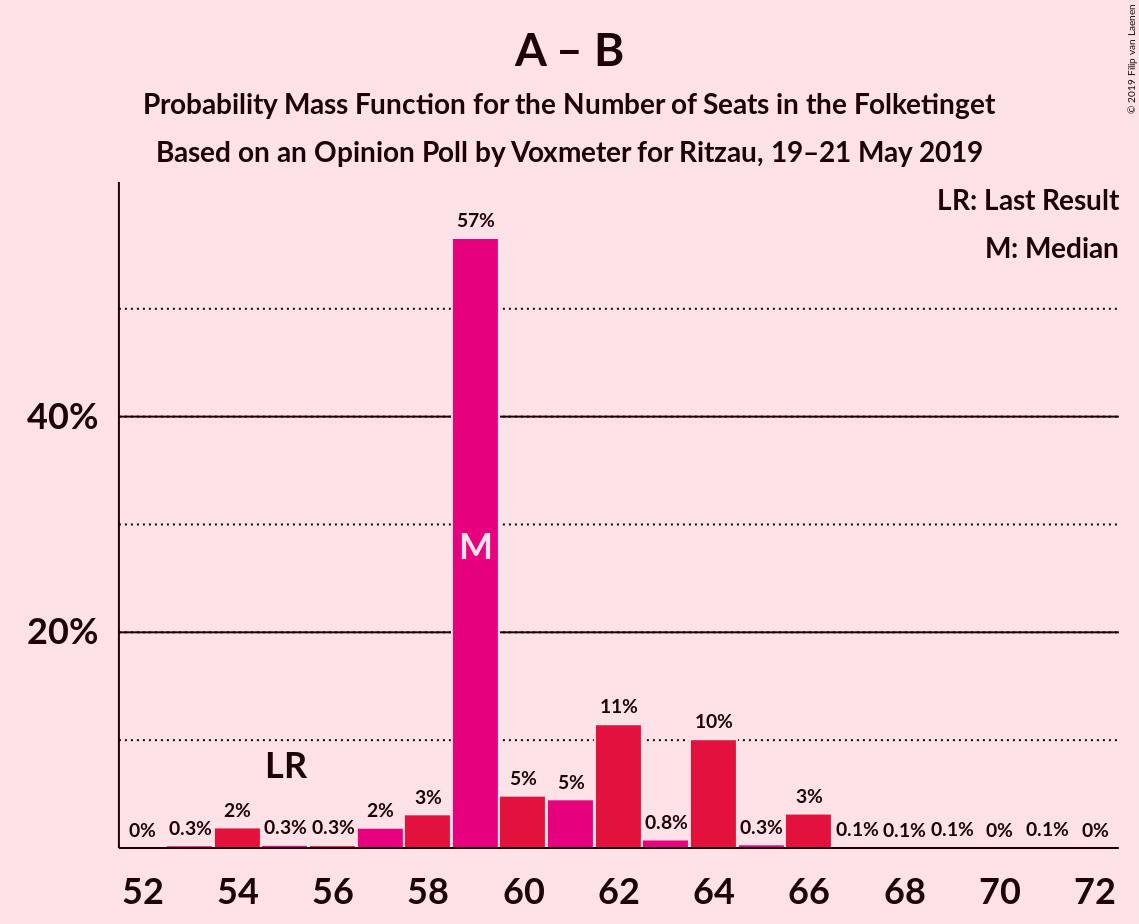 A – B
Probability Mass Function for the Number of Seats in the Folketinget
Based on an Opinion Poll by Voxmeter for Ritzau, 19–21 May 2019
© 2019 Filip van Laenen
LR: Last Result
M: Median
40%
20%
0%
0.3%
2%
0.3%
0.3%
2%
3%
57%
5%
5%
11%
0.8%
10%
0.3%
3%
0.1%
0.1%
0.1%
0%
0.1%
0%
LR
M
52 54 56 58 60 62 64 66 68 70 72